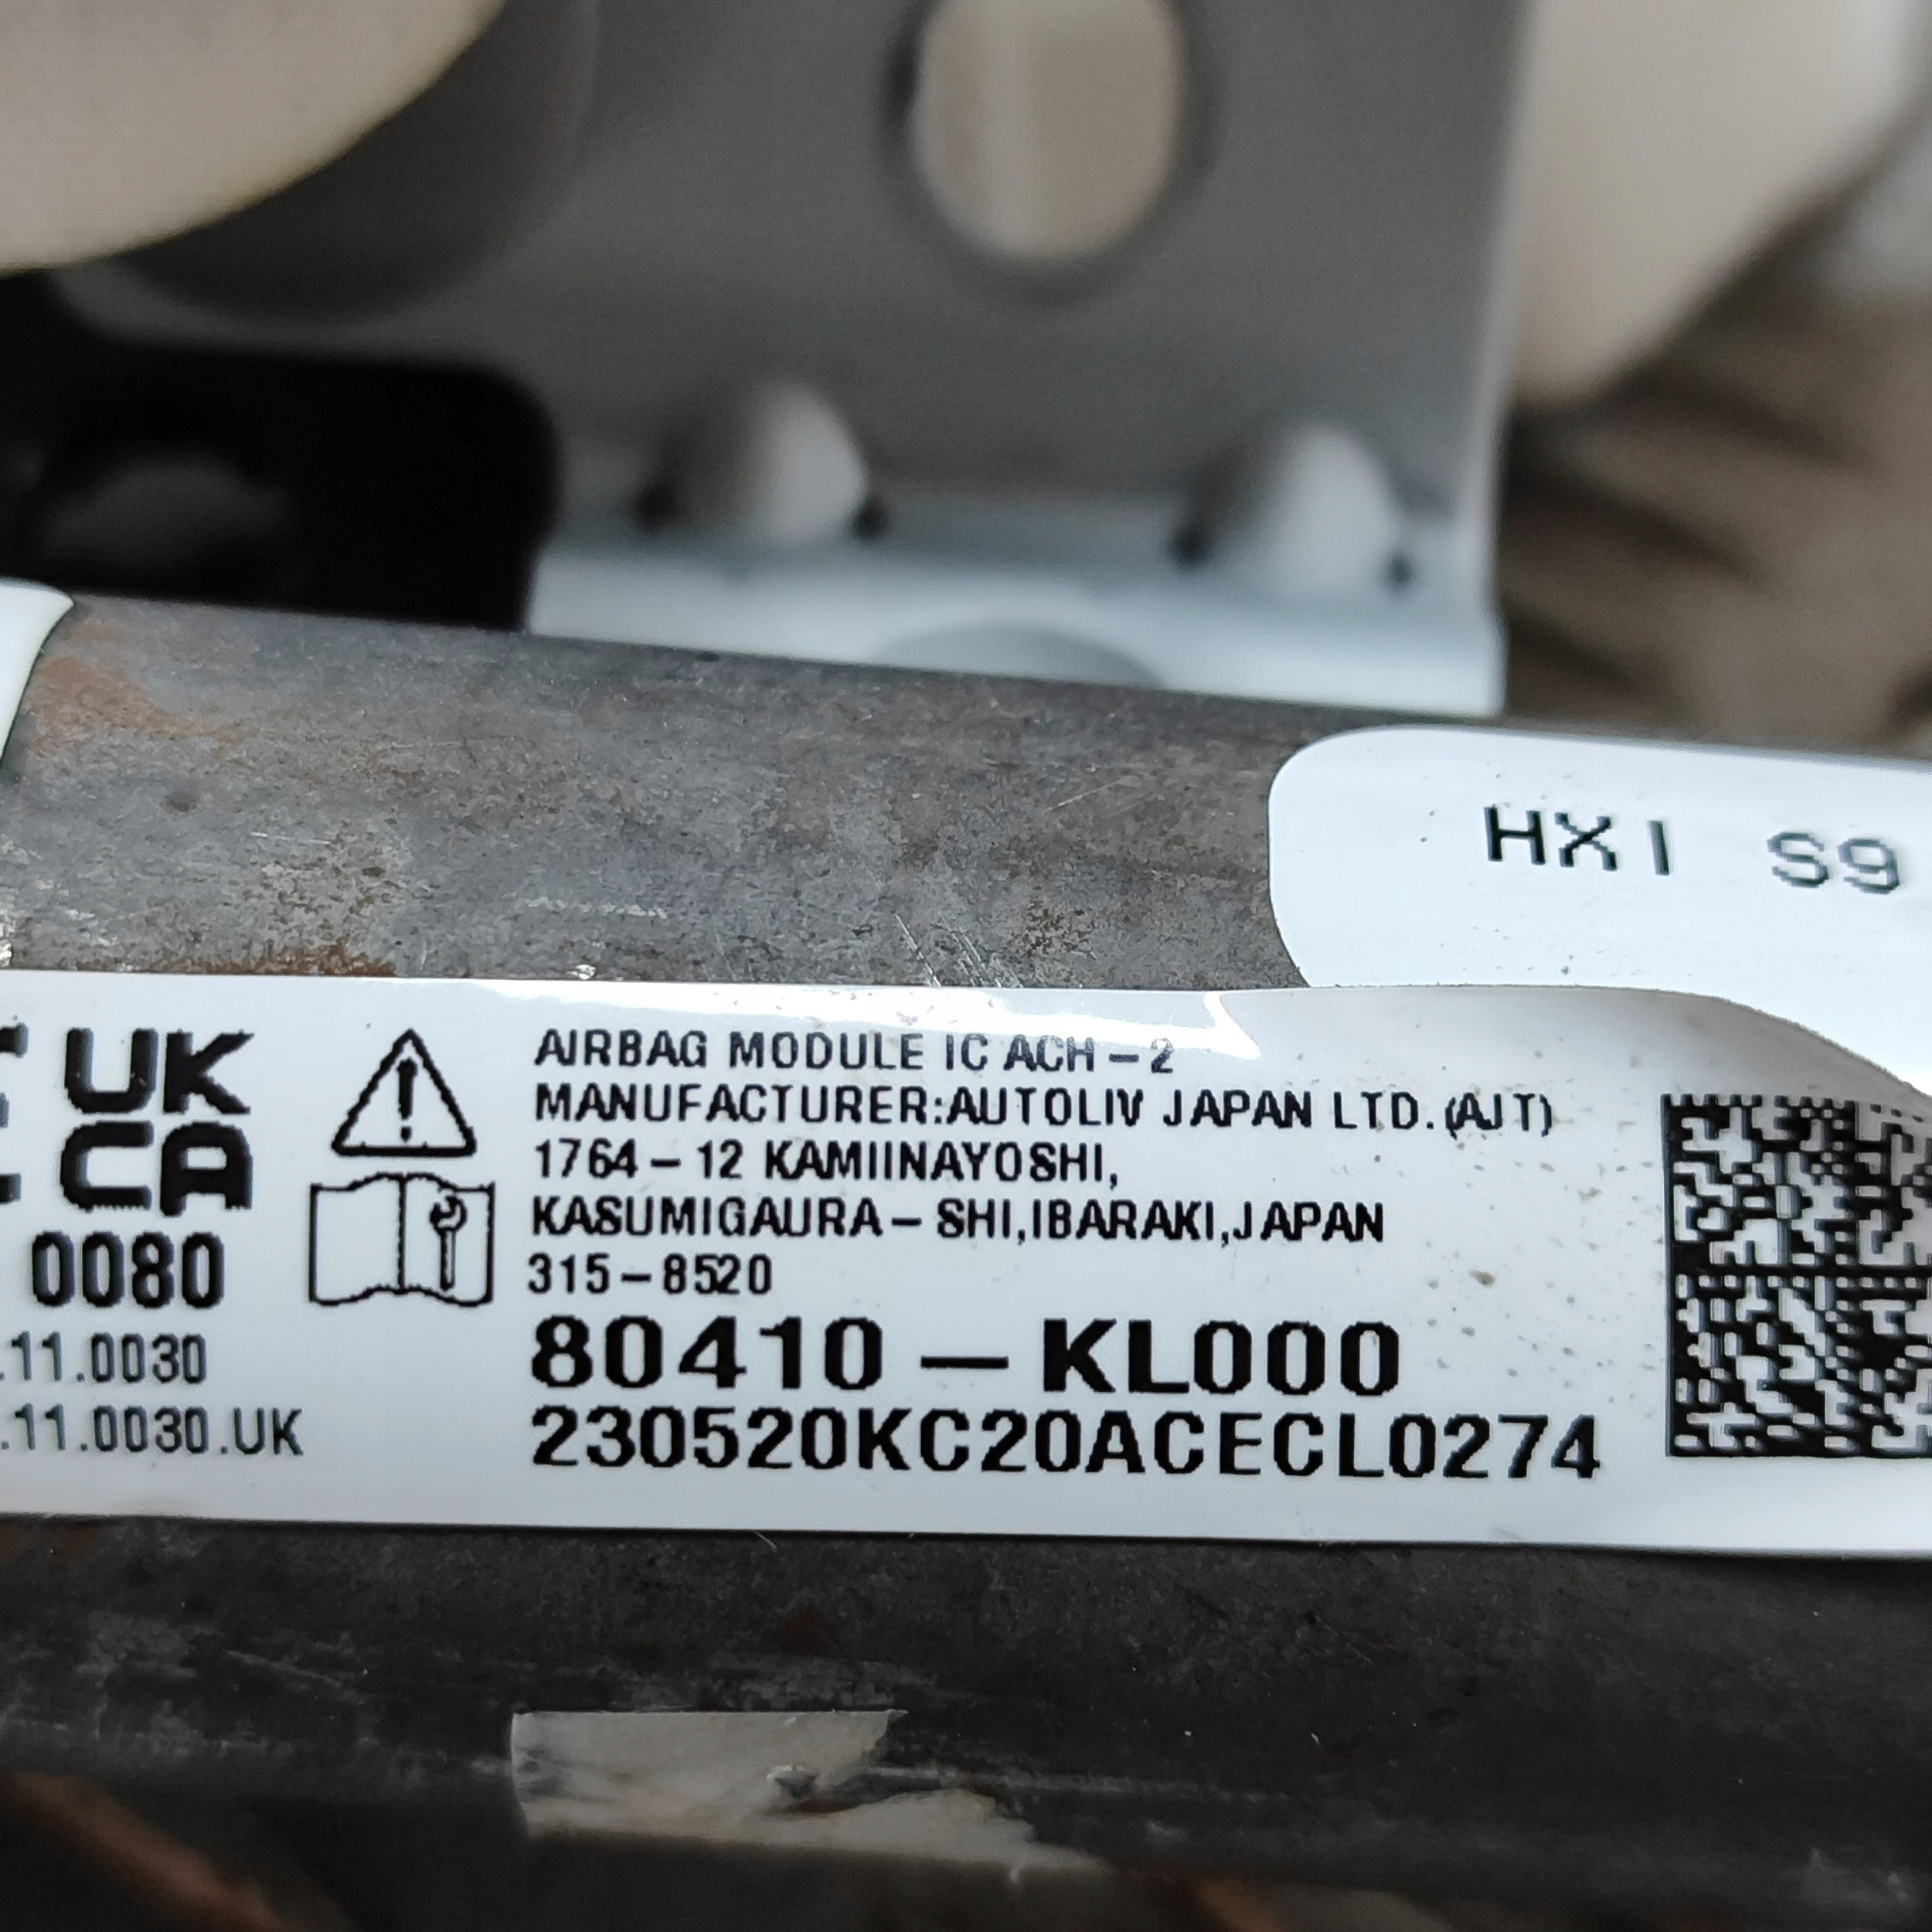 HXI S9
UK
CA
0080
.11.0030
.11.0030.UK
AIRBAG MODULE IC ACH-2
MANUFACTURER:AUTOLIV JAPAN LTD.(AJT)
1764-12 KAMIINAYOSHI,
KASUMIGAURA-SHI,IBARAKI,JAPAN
315-8520
80410-KL000
230520KC20ACECL0274